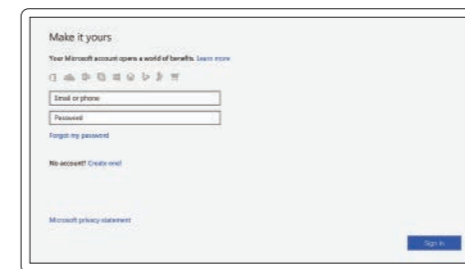 Make it yours
Your Microsoft account opens a world of benefits. Learn more
Email or phone
Password
Forgot my password
No account? Create one!
Microsoft privacy statement
Sign in